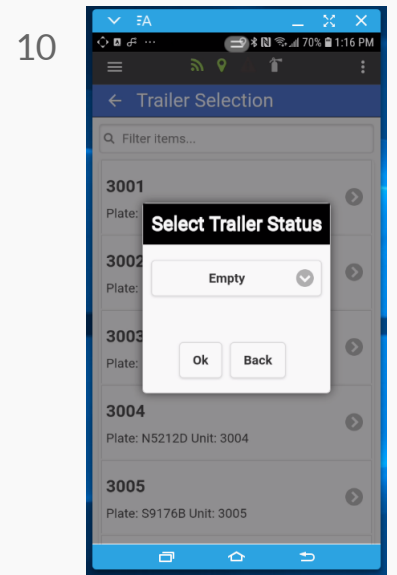 10
FA
70% 1:16 PM
Trailer Selection
Filter items...
3001
Plate:
Select Trailer Status
3002
Plate:
Empty
3003
Plate:
Ok Back
3004
Plate: N5212D Unit: 3004
3005
Plate: S9176B Unit: 3005